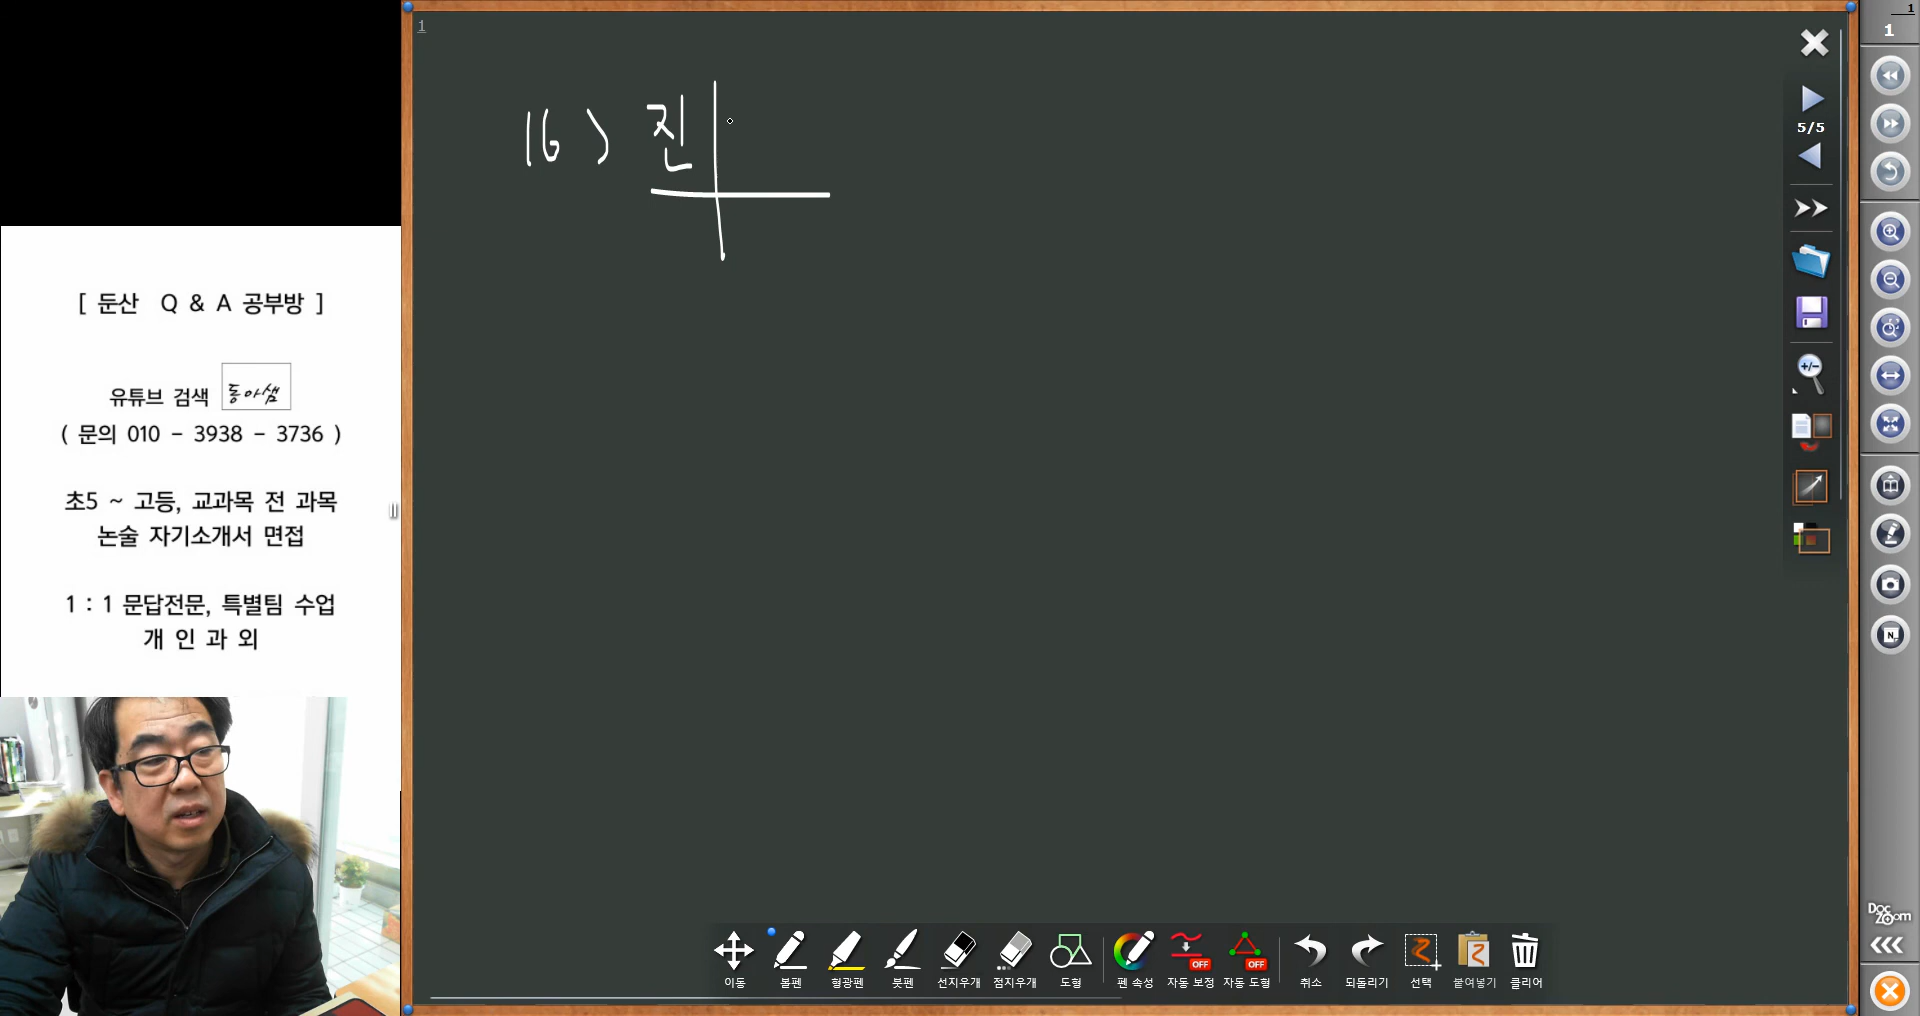 [ 둔산 Q & A 공부방 ]
유튜브 검색 동아샘
( 문의 010 - 3938 - 3736 )
초5 ~ 고등, 교과목 전 과목
논술 자기소개서 면접
1 : 1 문답전문, 특별팀 수업
개 인 과 외
1
16) 진
5/5
+/-
1
1
N
Doc Zoom
이동 볼펜 형광펜 붓펜 선지우개 점지우개 도형 펜 속성 OFF 자동 보정 OFF 자동 도형 취소 되돌리기 선택 붙여넣기 클리어